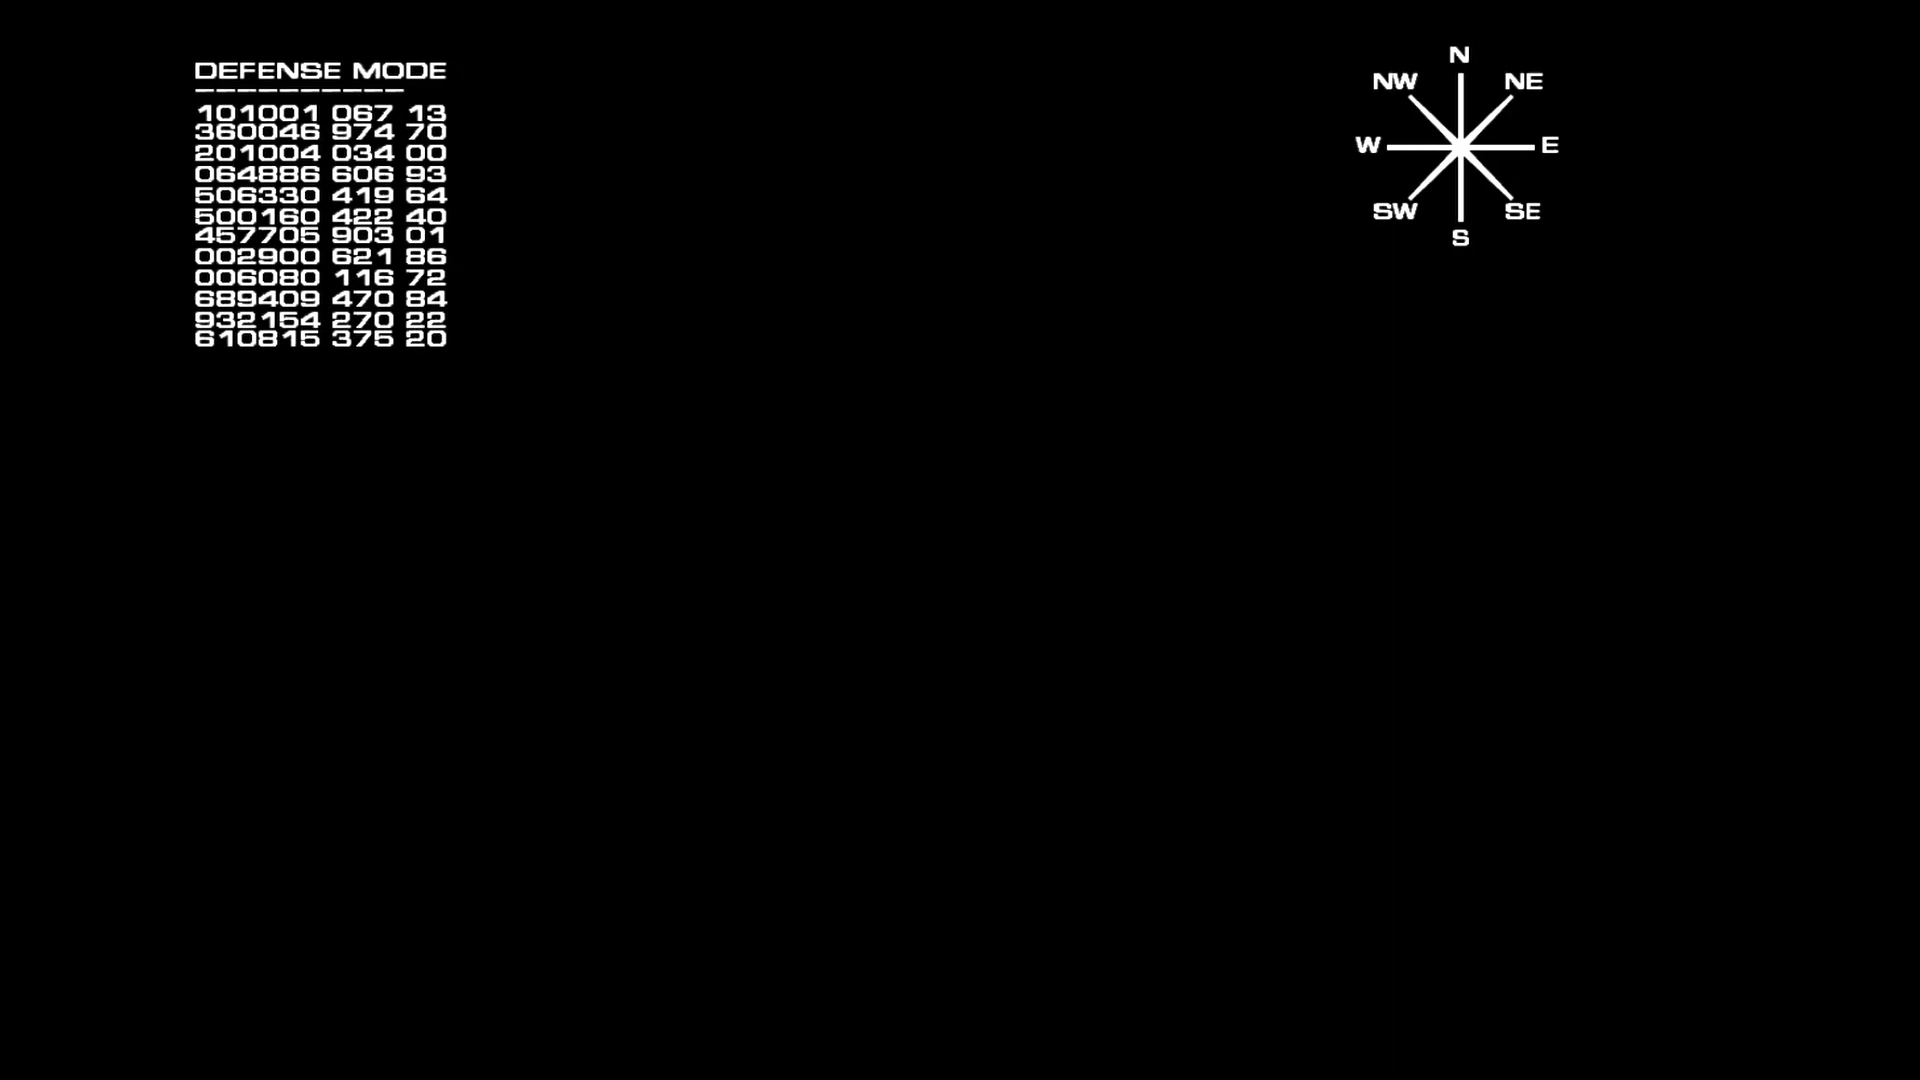 DEFENSE MODE
----------
101001 067 13
360046 974 70
201004 034 00
064886 606 93
506330 419 64
500160 422 40
457705 903 01
002900 621 86
006080 116 72
689409 470 84
932154 270 22
610815 375 20
N
NW NE
W E
SW SE
S